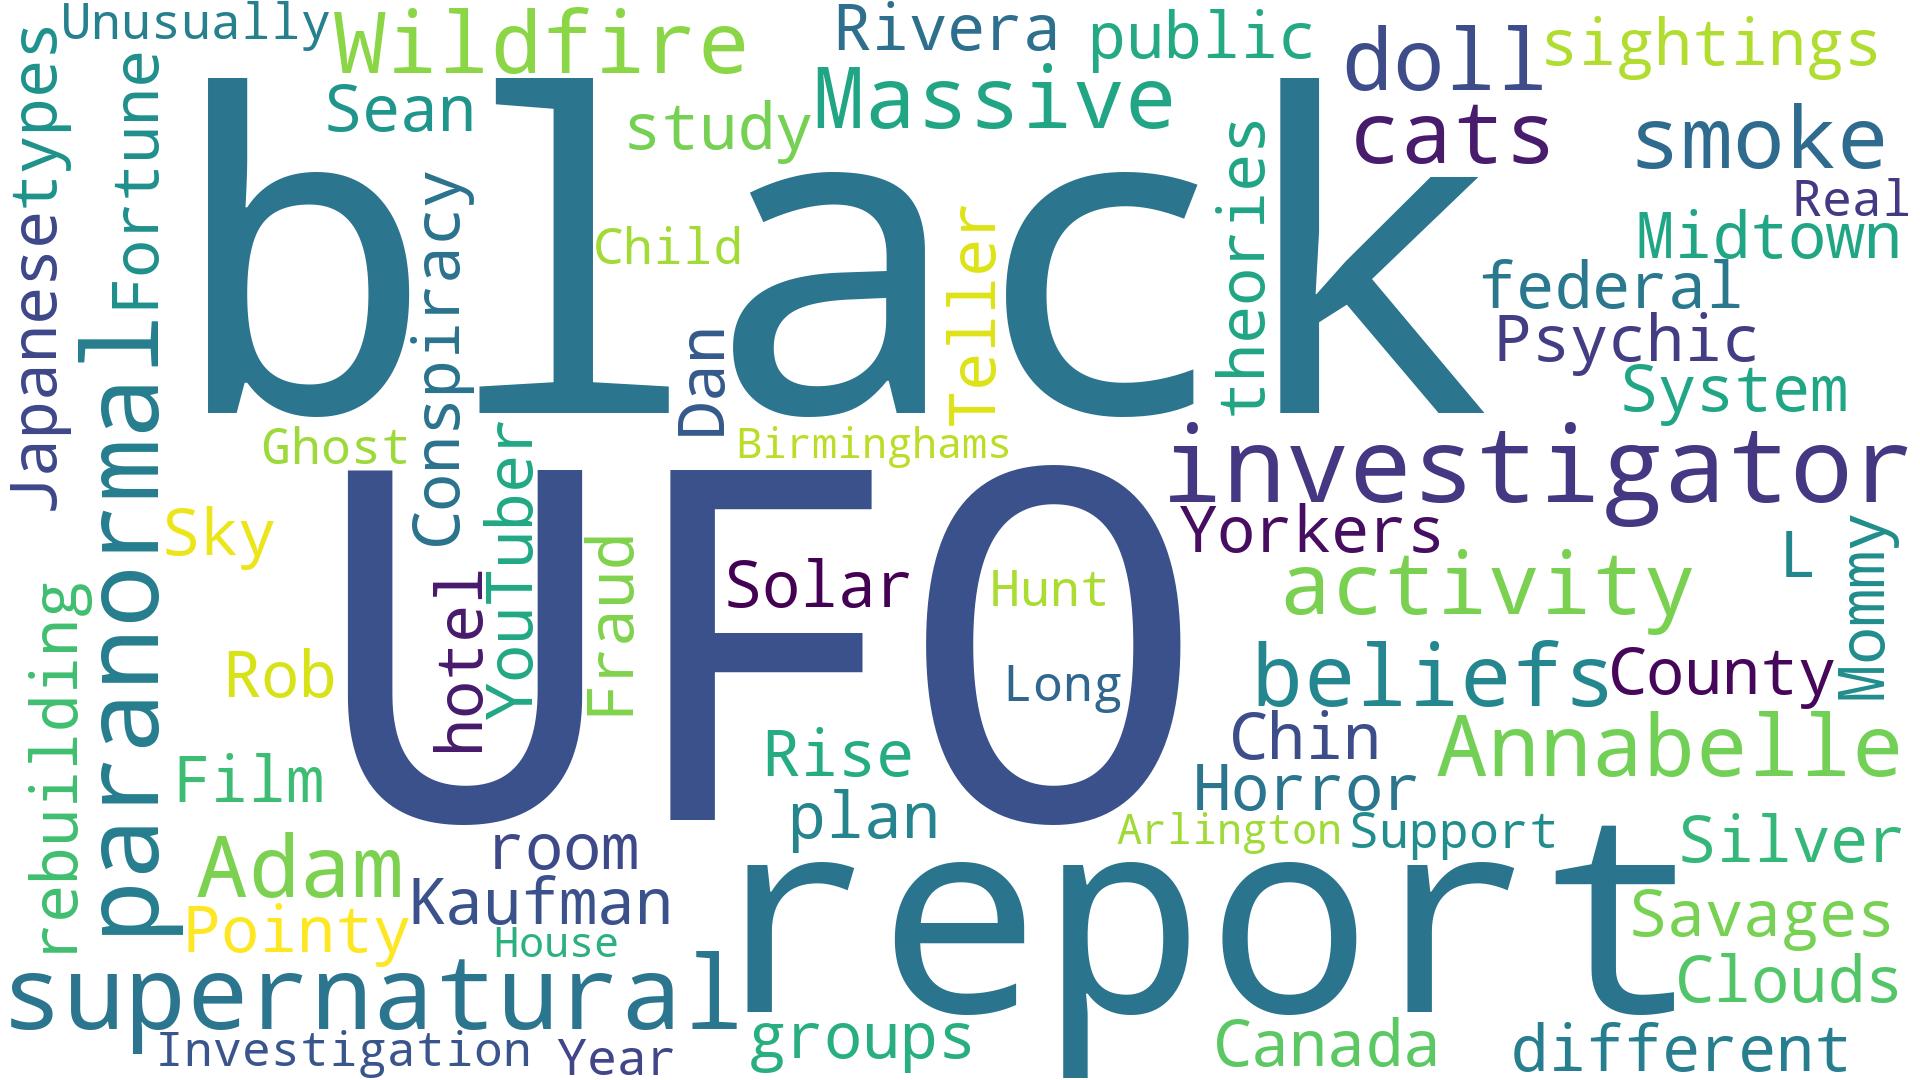 Unusually
Wildfire
Rivera
public
doll
sightings
types
Fortune
Sean
study
Massive
cats
smoke
Real
black
Japanese
Conspiracy
Child
Teller
theories
Midtown
federal
Psychic
System
Dan
paranormal
Ghost
Birminghams
investigator
YouTuber
Sky
UFO
Yorkers
L
Mommy
Fraud
Solar
Hunt
activity
hotel
rebuilding
Rob
Long
beliefs
County
Film
Rise
Chin
Annabelle
plan
Horror
Arlington
Support
Silver
room
Adam
Kaufman
report
Pointy
House
Savages
supernatural
Clouds
Investigation
Year
groups
Canada
different